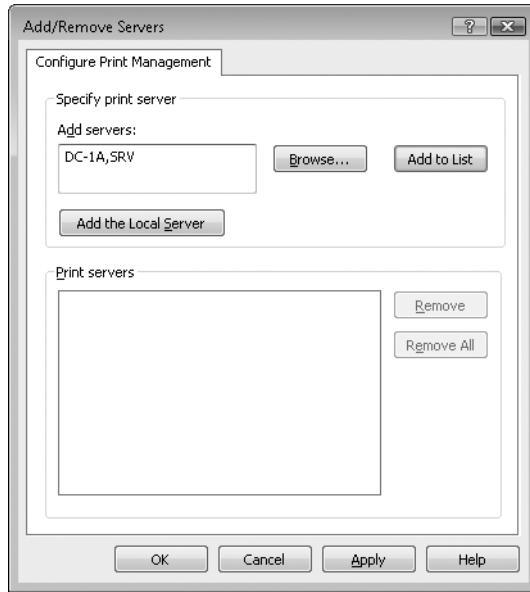 Add/Remove Servers
Configure Print Management
Specify print server
Add servers:
DC-1A,SRV
Browse...
Add to List
Add the Local Server
Print servers
Remove
Remove All
OK
Cancel
Apply
Help